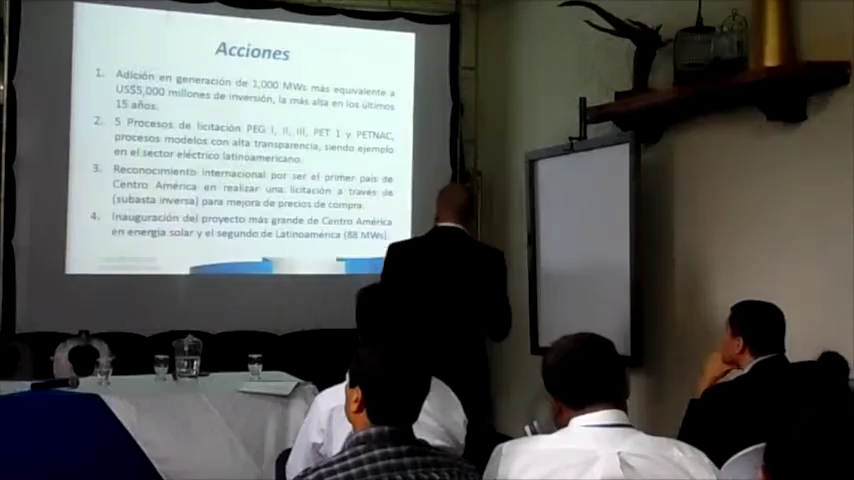 Acciones
1. Adición en generación de 1,000 MWs más equivalente a
US$5,000 millones de inversión, la más alta en los últimos
15 años.
2. 5 Procesos de licitación PEG I, II, III, PET 1 y PETNAC,
procesos modelos con alta transparencia, siendo ejemplo
en el sector eléctrico latinoamericano.
3. Reconocimiento internacional por ser el primer país de
Centro América en realizar una licitación a través de
(subasta inversa) para mejora de precios de compra.
4. Inauguración del proyecto más grande de Centro América
en energía solar y el segundo de Latinoamérica (88 MWs).